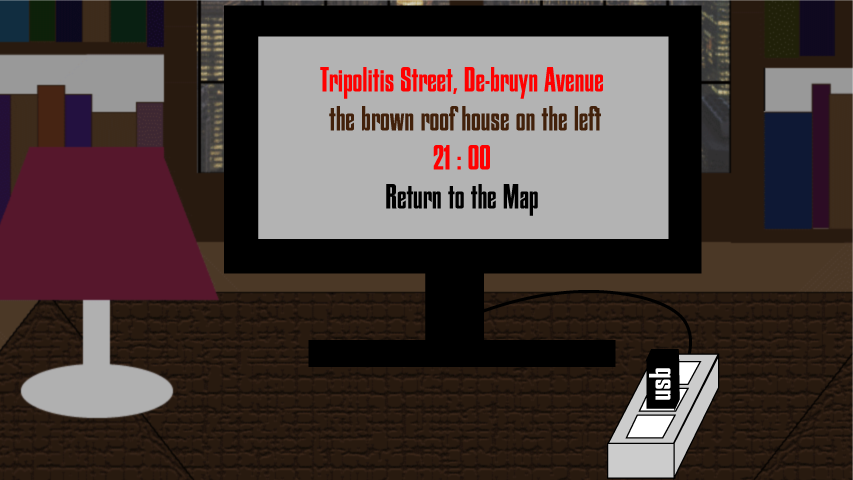 Tripolitis Street, De-bruyn Avenue
the brown roof house on the left
21 : 00
Return to the Map
usb